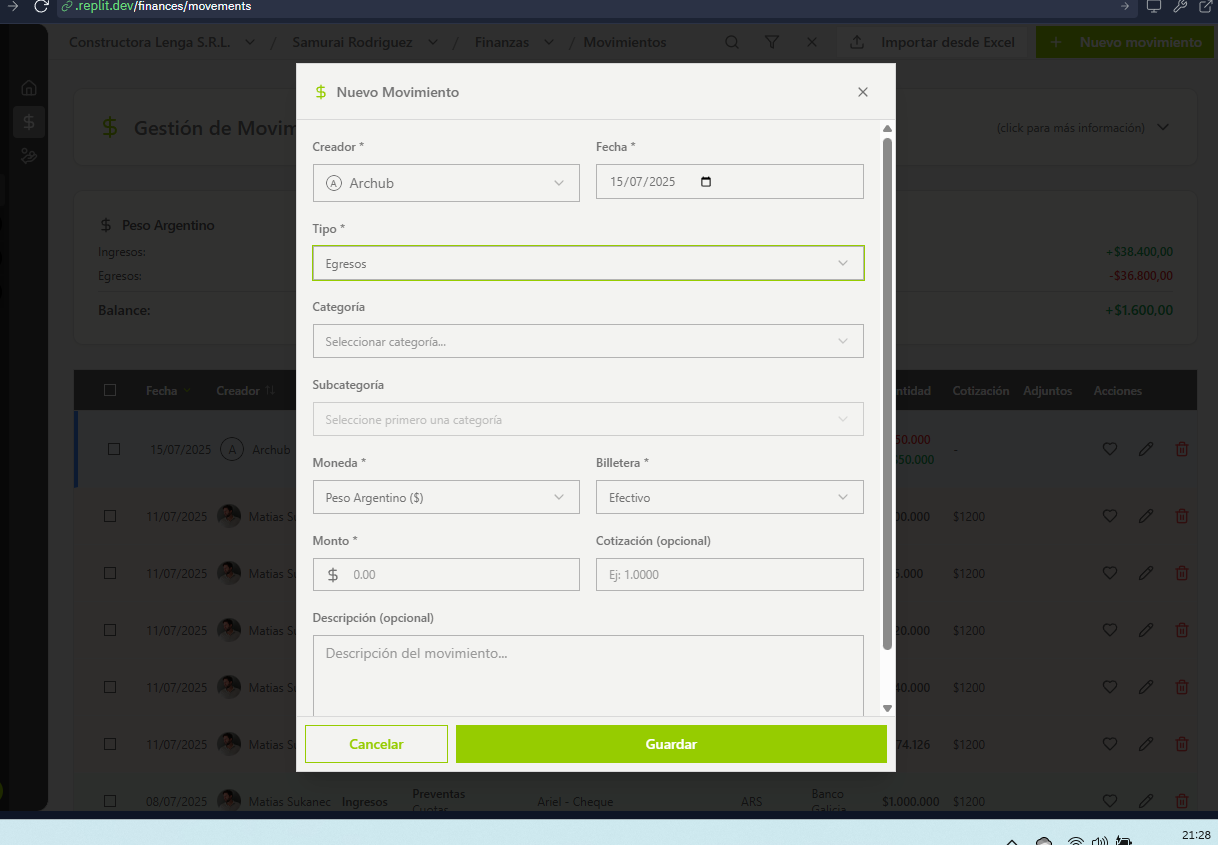 .replit.dev/finances/movements
Constructora Lenga S.R.L. / Samurai Rodriguez / Finanzas / Movimientos Importar desde Excel + Nuevo movimiento
$ Nuevo Movimiento
$ Gestión de Movim (click para más información)
Creador * Fecha *
A Archub 15/07/2025
Tipo *
Egresos
$ Peso Argentino
Ingresos: +$38.400,00
Egresos: -$36.800,00
Balance: +$1.600,00
Categoría
Seleccionar categoría...
Subcategoría
Seleccione primero una categoría
Moneda * Billetera *
Peso Argentino ($) Efectivo
Monto * Cotización (opcional)
$ 0.00 Ej: 1.0000
Descripción (opcional)
Descripción del movimiento...
Cancelar Guardar
Fecha Creador ntidad Cotización Adjuntos Acciones
15/07/2025 A Archub 50.000 -
50.000
11/07/2025 Matias Su 00.000 $1200
11/07/2025 Matias Su 5.000 $1200
11/07/2025 Matias Su 20.000 $1200
11/07/2025 Matias Su 40.000 $1200
11/07/2025 Matias Su 74.126 $1200
08/07/2025 Matias Sukanec Ingresos Preventas Ariel - Cheque ARS Banco $1.000.000 $1200
Cuotas Galicia
21:28